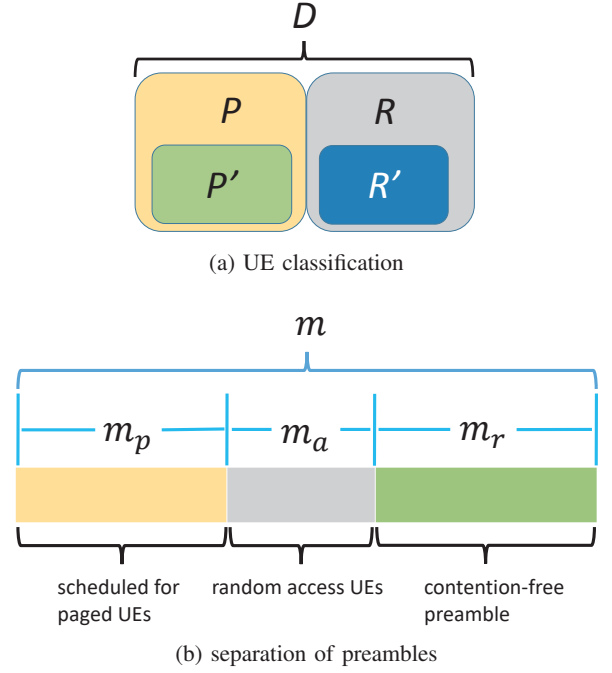 D
P
R
P'
R'
(a) UE classification
m
m_p
m_a
m_r
scheduled for
paged UEs
random access UEs
contention-free
preamble
(b) separation of preambles